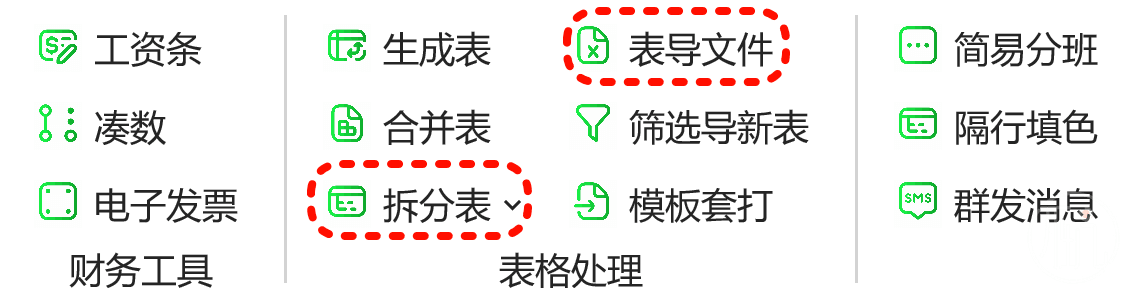 工资条 生成表 表导文件 简易分班
凑数 合并表 筛选导新表 隔行填色
电子发票 拆分表 模板套打 SMS 群发消息
财务工具 表格处理